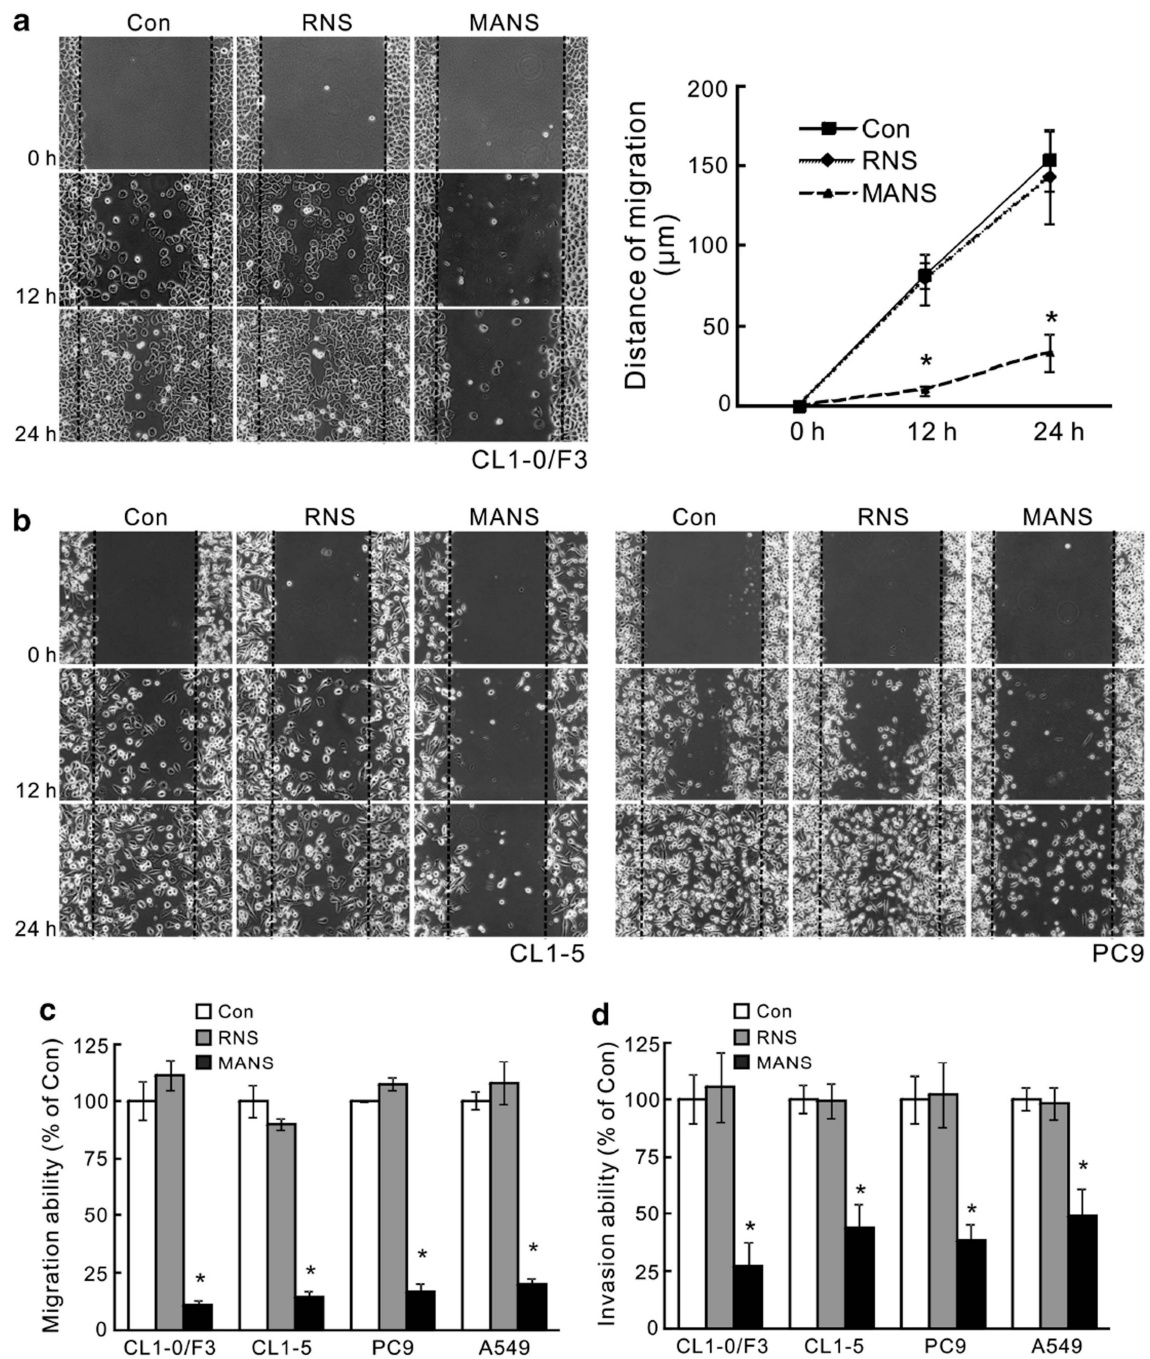 a
Con RNS MANS
0 h
12 h
24 h
CL1-0/F3
Distance of migration
(μm)
200
150
100
50
0
Con
RNS
MANS
*
*
0 h 12 h 24 h
b
Con RNS MANS
Con RNS MANS
0 h
12 h
24 h
CL1-5
PC9
c
Con
RNS
MANS
Migration ability (% of Con)
125
100
75
50
25
0
* * * *
CL1-0/F3 CL1-5 PC9 A549
d
Con
RNS
MANS
Invasion ability (% of Con)
125
100
75
50
25
0
* * * *
CL1-0/F3 CL1-5 PC9 A549